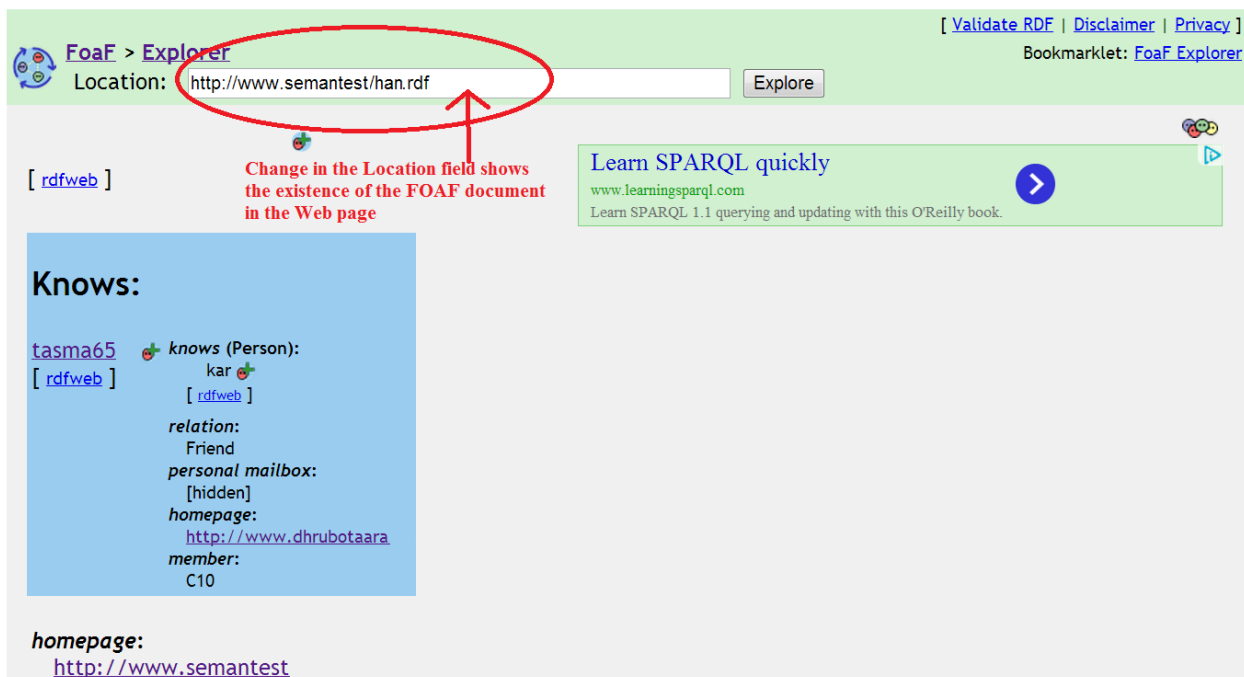 [ Validate RDF | Disclaimer | Privacy ]
FoaF > Explorer
Bookmarklet: FoaF Explorer
Location: http://www.semantest/han.rdf Explore
Change in the Location field shows
the existence of the FOAF document
in the Web page
[ rdfweb ]
Learn SPARQL quickly
www.learningsparql.com
Learn SPARQL 1.1 querying and updating with this O'Reilly book.
Knows:
tasma65
[ rdfweb ]
knows (Person):
kar
[ rdfweb ]
relation:
Friend
personal mailbox:
[hidden]
homepage:
http://www.dhrubotaara
member:
C10
homepage:
http://www.semantest